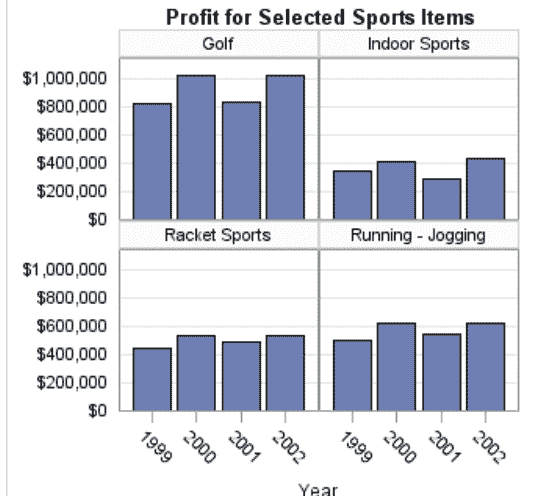 Profit for Selected Sports Items
Golf
Indoor Sports
$1,000,000
$800,000
$600,000
$400,000
$200,000
$0
Racket Sports
Running - Jogging
$1,000,000
$800,000
$600,000
$400,000
$200,000
$0
1999 2000 2001 2002 1999 2000 2001 2002
Year